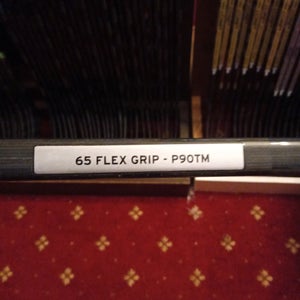 65 FLEX GRIP - P90TM